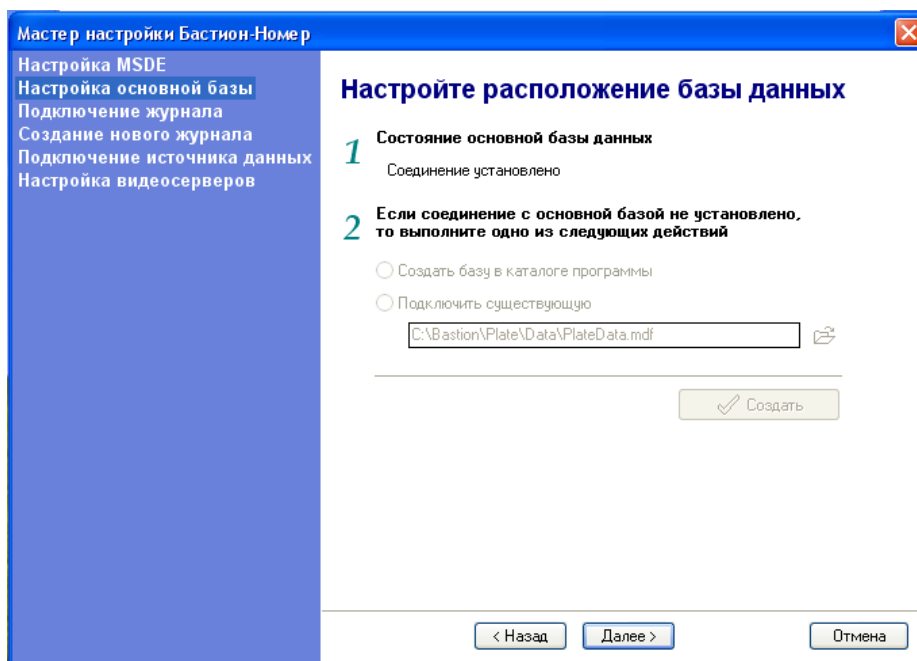 Мастер настройки Бастион-Номер
Настройка MSDE
Настройка основной базы
Подключение журнала
Создание нового журнала
Подключение источника данных
Настройка видеосерверов
Настройте расположение базы данных
1 Состояние основной базы данных
Соединение установлено
2 Если соединение с основной базой не установлено,
то выполните одно из следующих действий
Создать базу в каталоге программы
Подключить существующую
C:\Bastion\Plate\Data\PlateData.mdf
Создать
< Назад
Далее >
Отмена